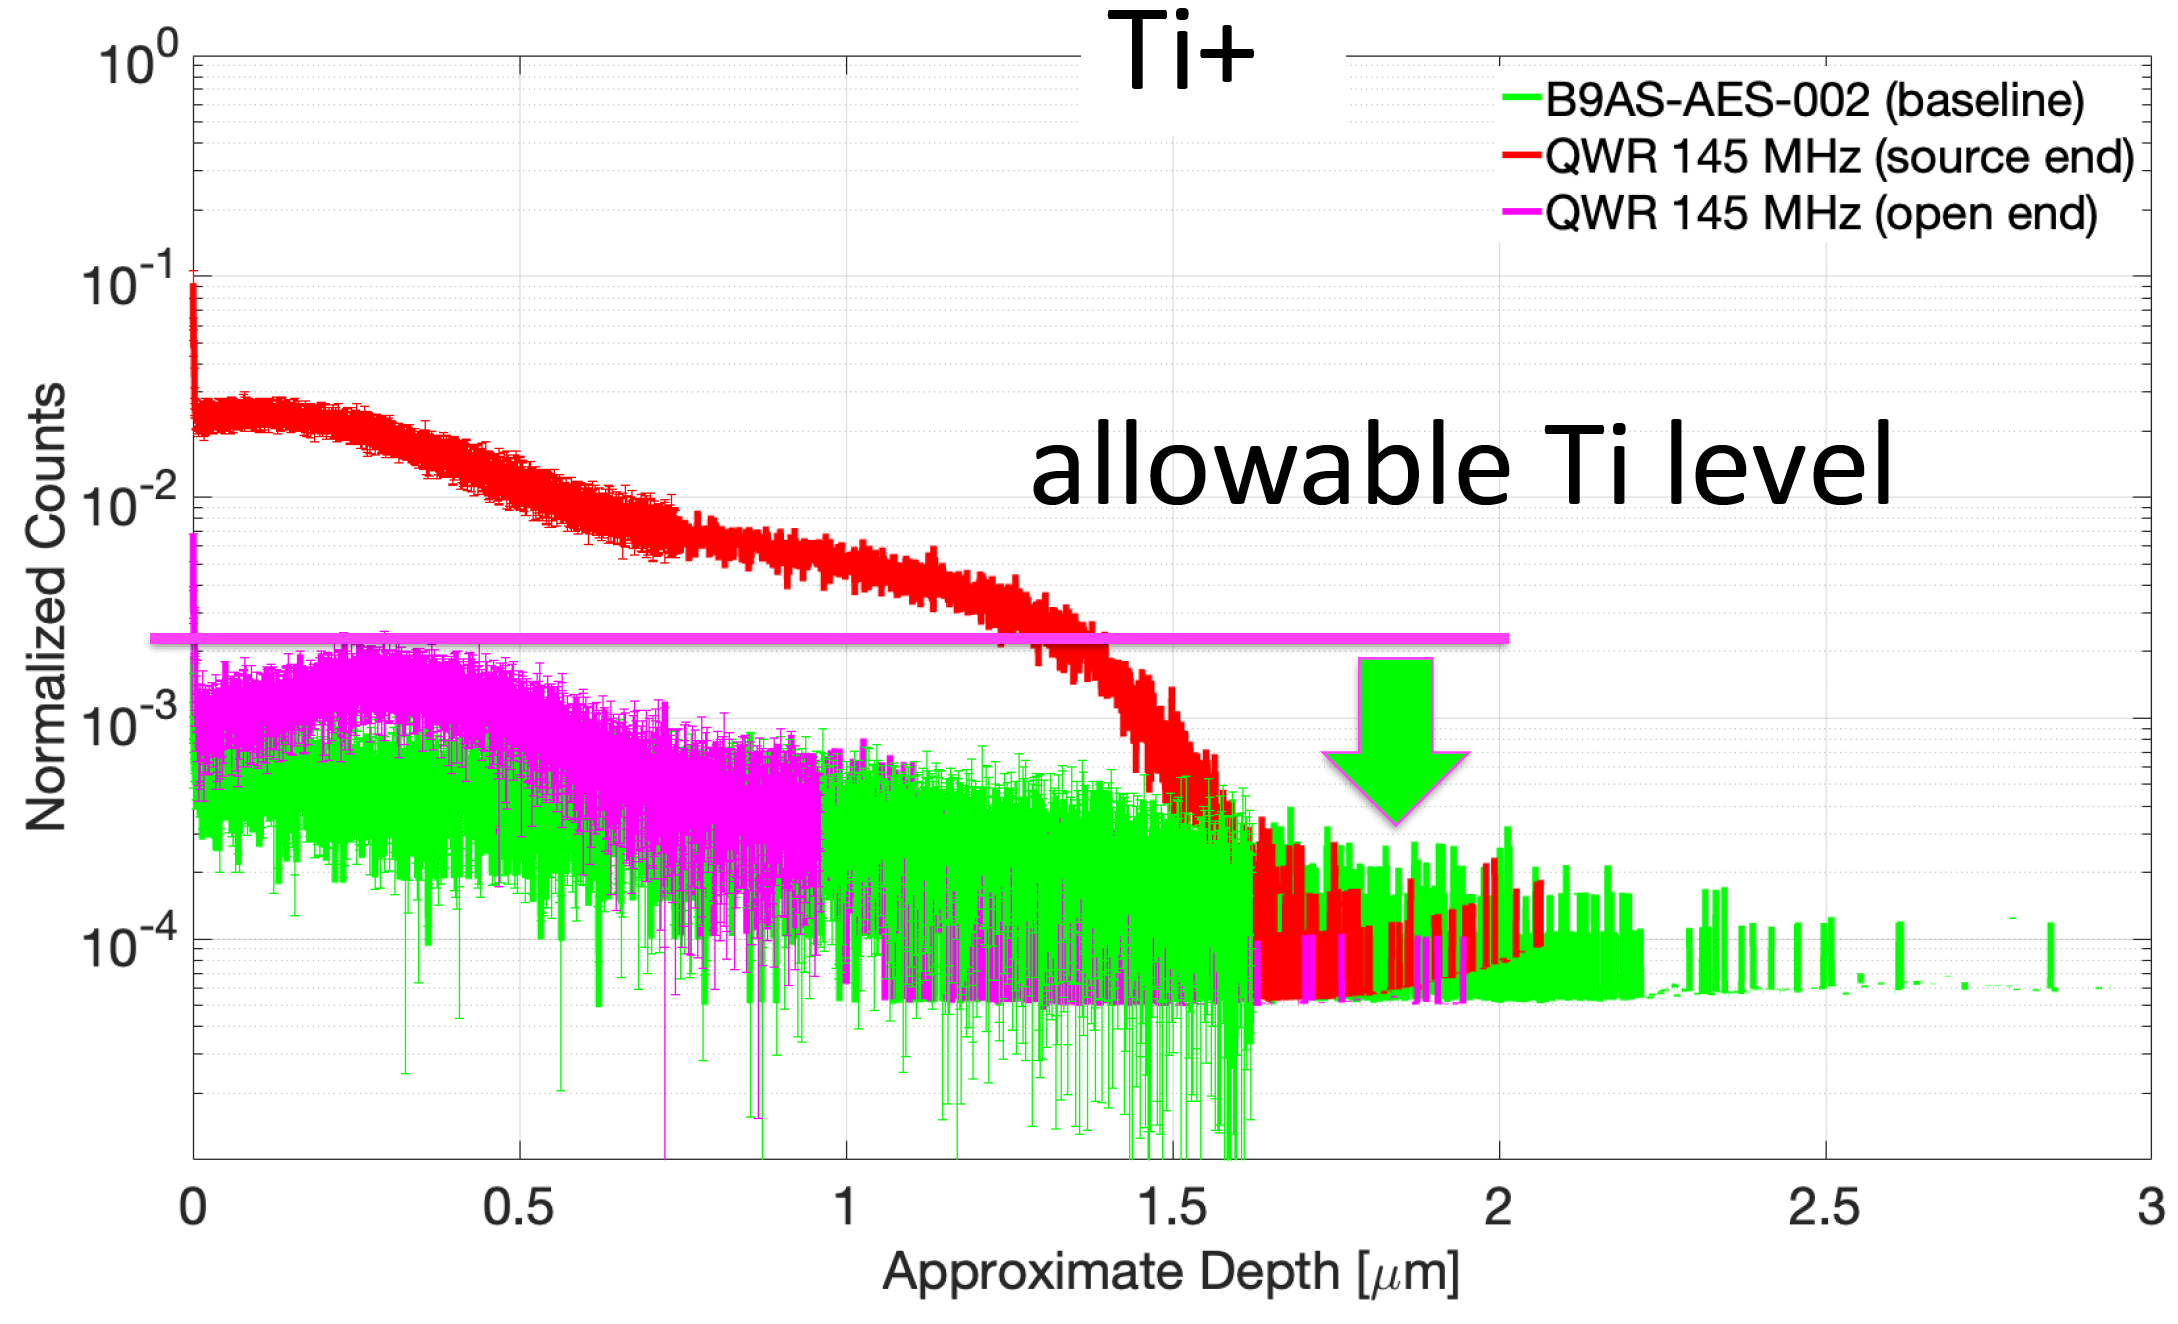 Ti+
10^0
B9AS-AES-002 (baseline)
QWR 145 MHz (source end)
QWR 145 MHz (open end)
10^-1
allowable Ti level
10^-2
10^-3
10^-4
Normalized Counts
0 0.5 1 1.5 2 2.5 3
Approximate Depth [μm]